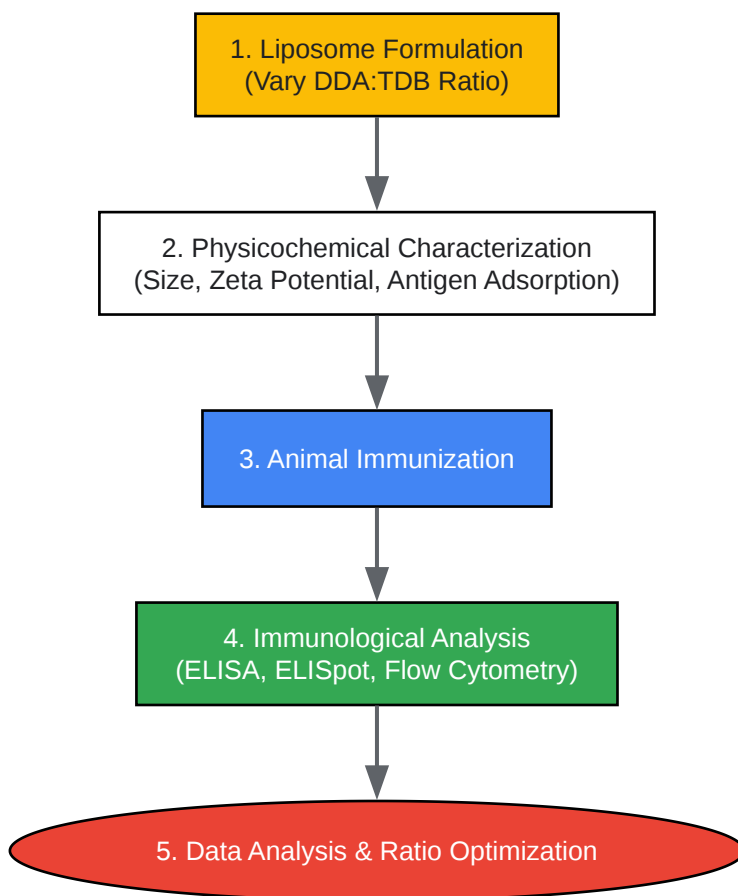 1. Liposome Formulation
(Vary DDA:TDB Ratio)
2. Physicochemical Characterization
(Size, Zeta Potential, Antigen Adsorption)
3. Animal Immunization
4. Immunological Analysis
(ELISA, ELISpot, Flow Cytometry)
5. Data Analysis & Ratio Optimization